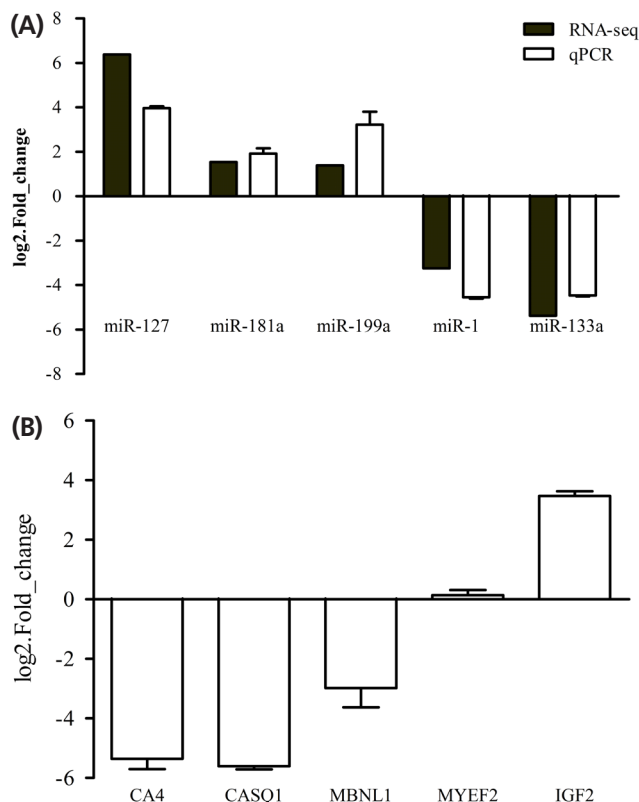 (A)
RNA-seq
qPCR
log2.Fold_change
8
6
4
2
0
-2
-4
-6
-8
miR-127 miR-181a miR-199a miR-1 miR-133a
(B)
log2.Fold_change
6
4
2
0
-2
-4
-6
CA4 CASQ1 MBNL1 MYEF2 IGF2